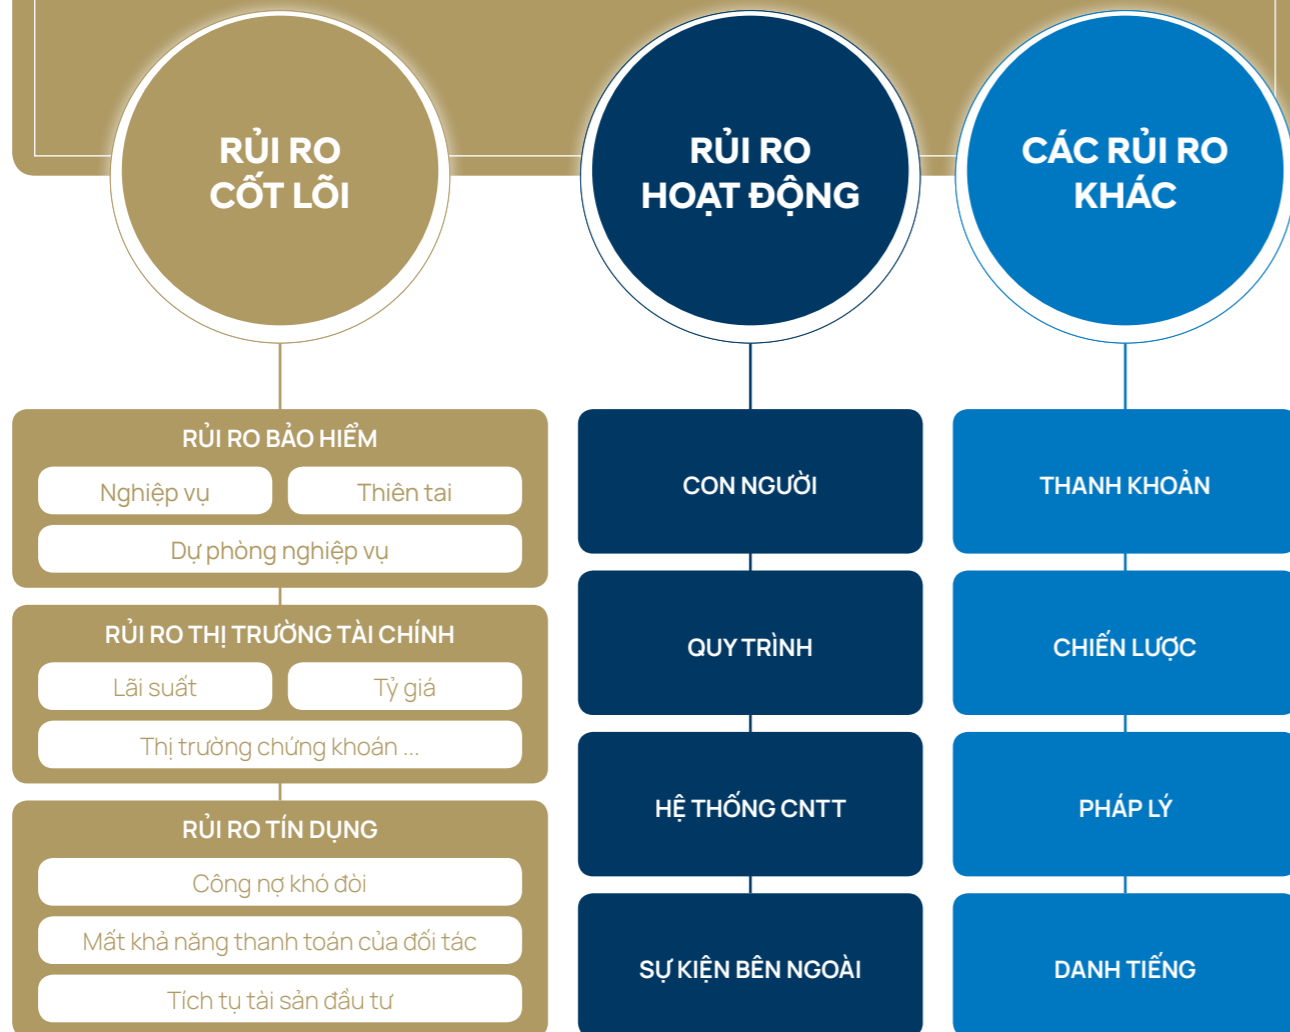 RỦI RO
CỐT LÕI
RỦI RO BẢO HIỂM
Nghiệp vụ
Thiên tai
Dự phòng nghiệp vụ
RỦI RO THỊ TRƯỜNG TÀI CHÍNH
Lãi suất
Tỷ giá
Thị trường chứng khoán ...
RỦI RO TÍN DỤNG
Công nợ khó đòi
Mất khả năng thanh toán của đối tác
Tích tụ tài sản đầu tư
RỦI RO
HOẠT ĐỘNG
CON NGƯỜI
QUY TRÌNH
HỆ THỐNG CNTT
SỰ KIỆN BÊN NGOÀI
CÁC RỦI RO
KHÁC
THANH KHOẢN
CHIẾN LƯỢC
PHÁP LÝ
DANH TIẾNG